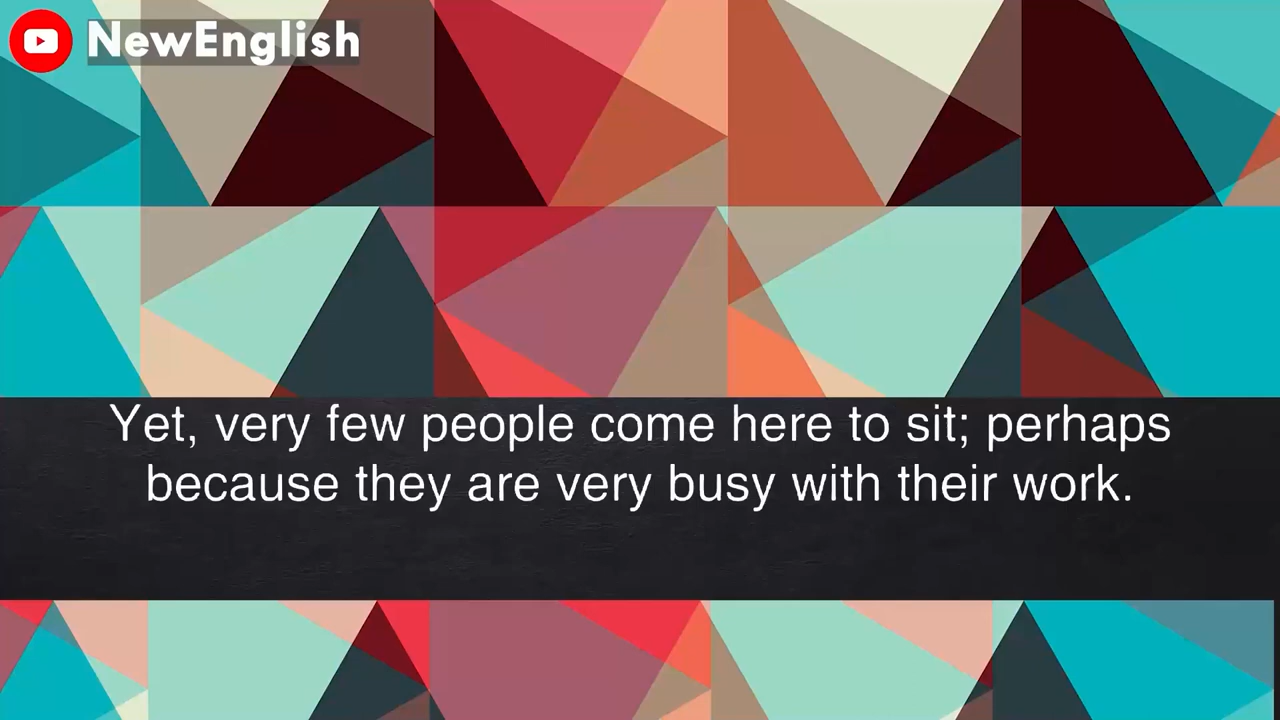 NewEnglish
Yet, very few people come here to sit; perhaps
because they are very busy with their work.